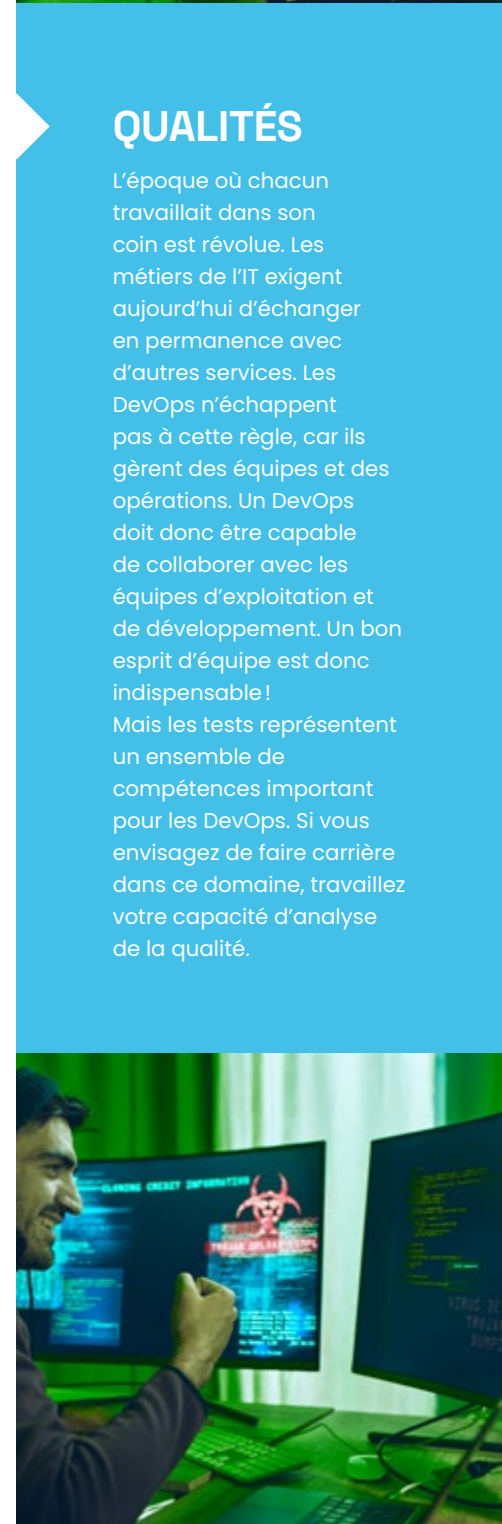 QUALITÉS
L’époque où chacun
travaillait dans son
coin est révolue. Les
métiers de l’IT exigent
aujourd’hui d’échanger
en permanence avec
d’autres services. Les
DevOps n’échappent
pas à cette règle, car ils
gèrent des équipes et des
opérations. Un DevOps
doit donc être capable
de collaborer avec les
équipes d’exploitation et
de développement. Un bon
esprit d’équipe est donc
indispensable !
Mais les tests représentent
un ensemble de
compétences important
pour les DevOps. Si vous
envisagez de faire carrière
dans ce domaine, travaillez
votre capacité d’analyse
de la qualité.
CLONING CREDIT INFORMATION
TROJAN